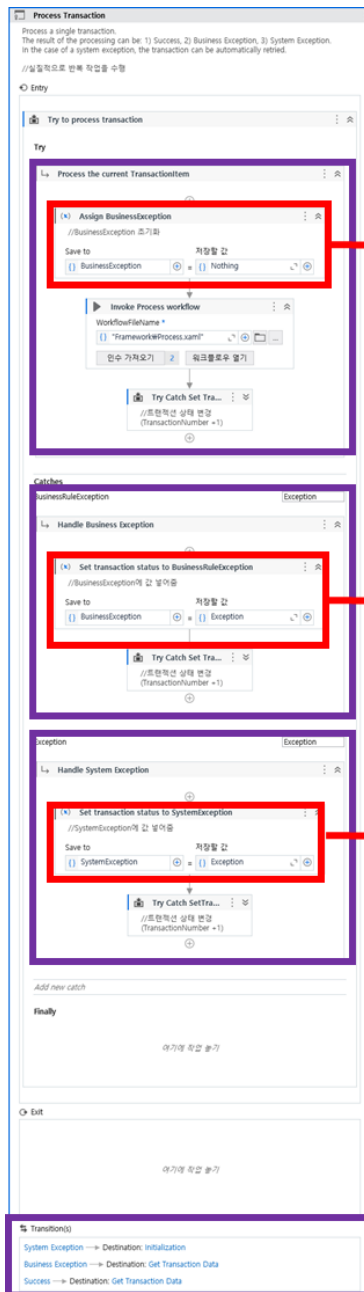 Process Transaction
Process a single transaction.
The result of the processing can be: 1) Success, 2) Business Exception, 3) System Exception.
In the case of a system exception, the transaction can be automatically retried.
//실질적으로 반복 작업을 수행
Entry
Try to process transaction
Try
Process the current TransactionItem
Assign BusinessException
//BusinessException 초기화
Save to 저장할 값
BusinessException = Nothing
Invoke Process workflow
WorkflowFileName *
"Framework₩Process.xaml"
인수 가져오기 2 워크플로우 열기
Try Catch Set Tra...
//트랜잭션 상태 변경
(TransactionNumber +1)
Catches
BusinessRuleException Exception
Handle Business Exception
Set transaction status to BusinessRuleException
//BusinessException에 값 넣어줌
Save to 저장할 값
BusinessException = Exception
Try Catch Set Tra...
//트랜잭션 상태 변경
(TransactionNumber +1)
Exception Exception
Handle System Exception
Set transaction status to SystemException
//SystemException에 값 넣어줌
Save to 저장할 값
SystemException = Exception
Try Catch SetTra...
//트랜잭션 상태 변경
(TransactionNumber +1)
Add new catch
Finally
여기에 작업 놓기
Exit
여기에 작업 놓기
Transition(s)
System Exception → Destination: Initialization
Business Exception → Destination: Get Transaction Data
Success → Destination: Get Transaction Data